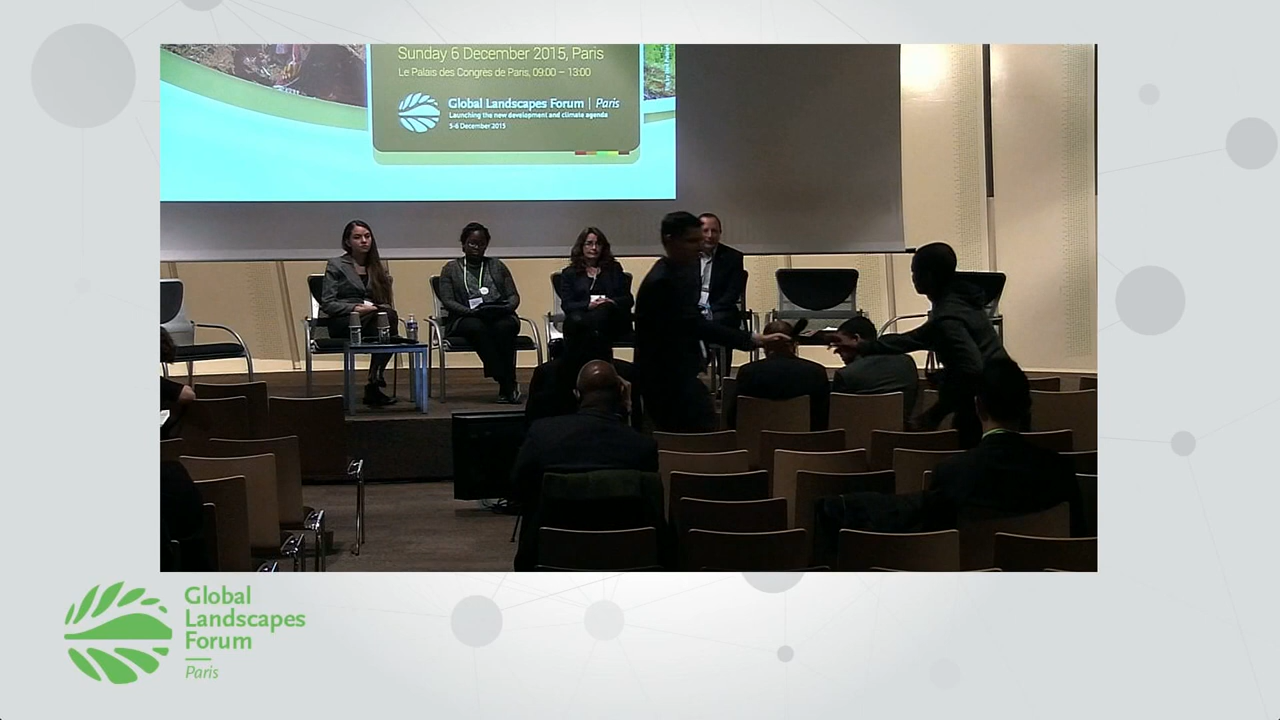 Sunday 6 December 2015, Paris
Le Palais des Congrès de Paris, 09:00 – 13:00
Global Landscapes Forum | Paris
Launching the new development and climate agenda
5-6 December 2015
Global
Landscapes
Forum
Paris